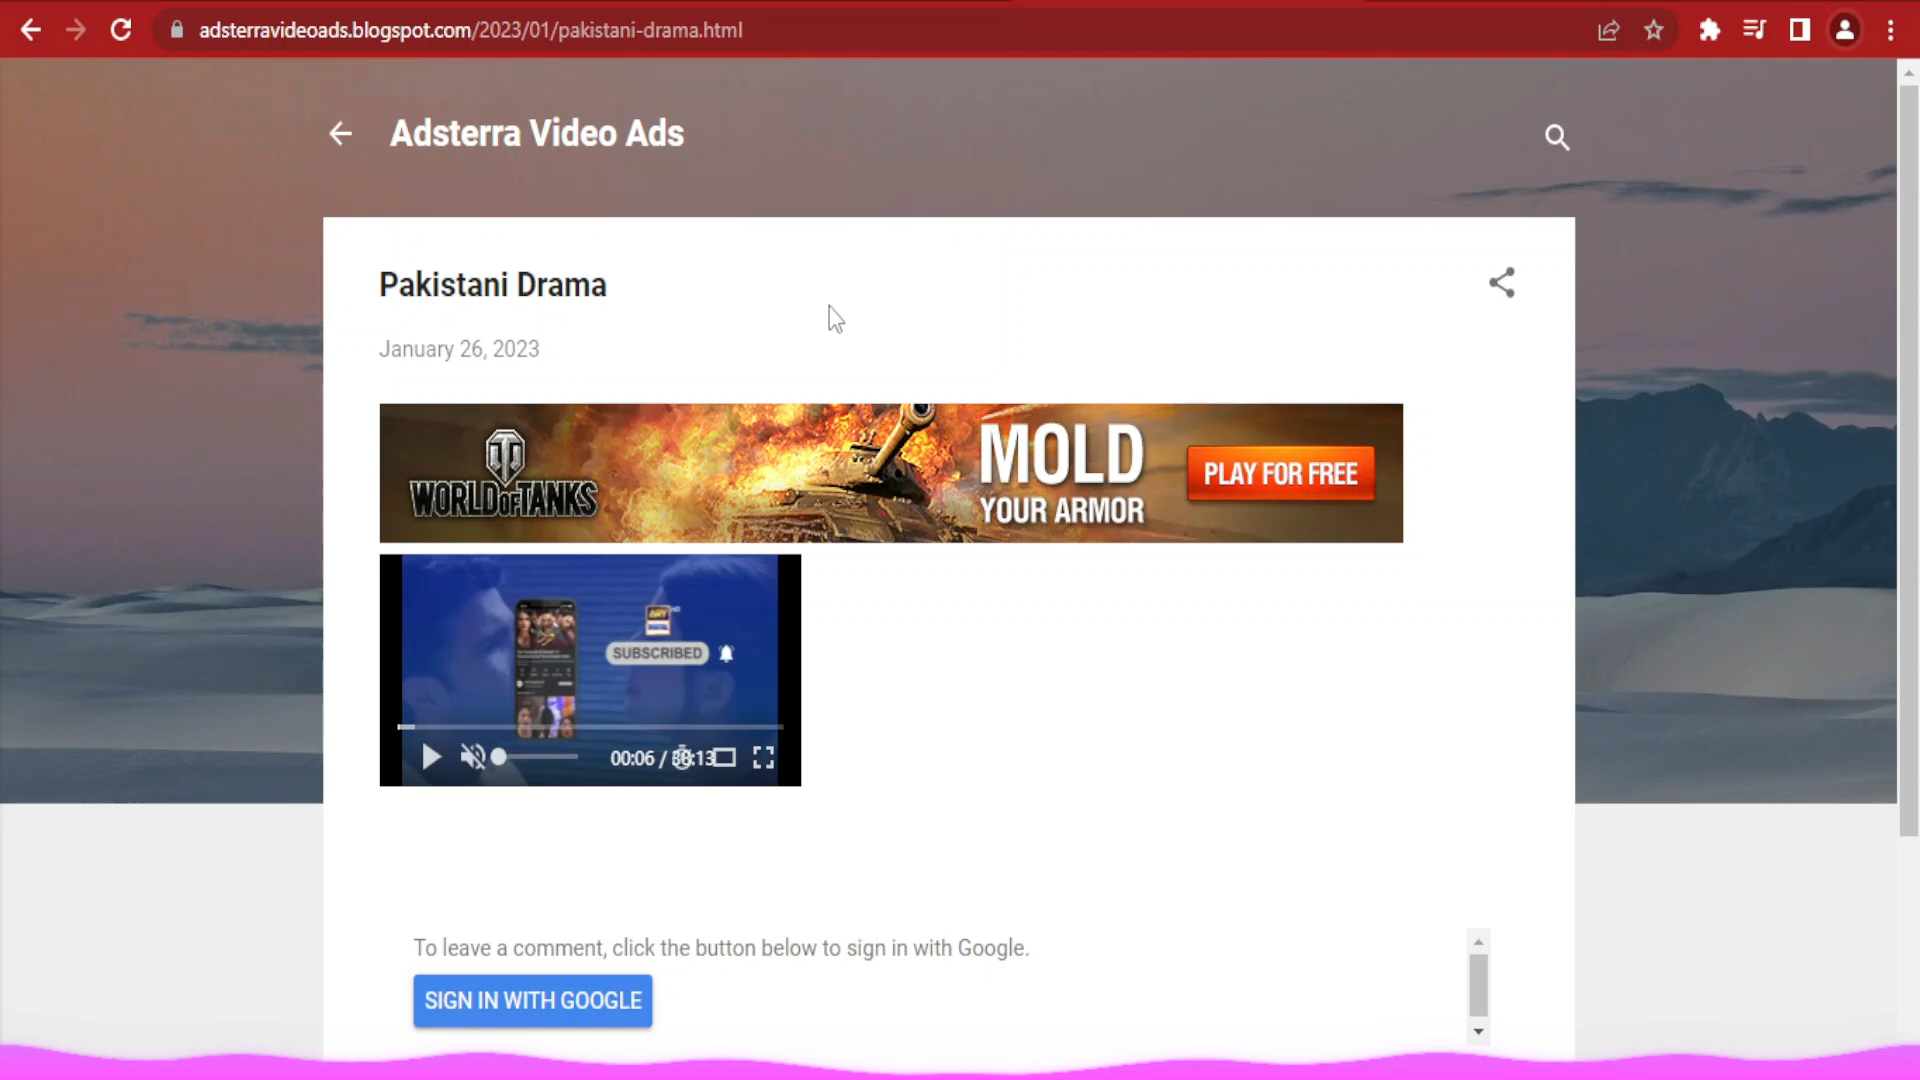 adsterravideoads.blogspot.com/2023/01/pakistani-drama.html
Adsterra Video Ads
Pakistani Drama
January 26, 2023
WORLD OF TANKS
MOLD
YOUR ARMOR
PLAY FOR FREE
SUBSCRIBED
00:06 /
To leave a comment, click the button below to sign in with Google.
SIGN IN WITH GOOGLE